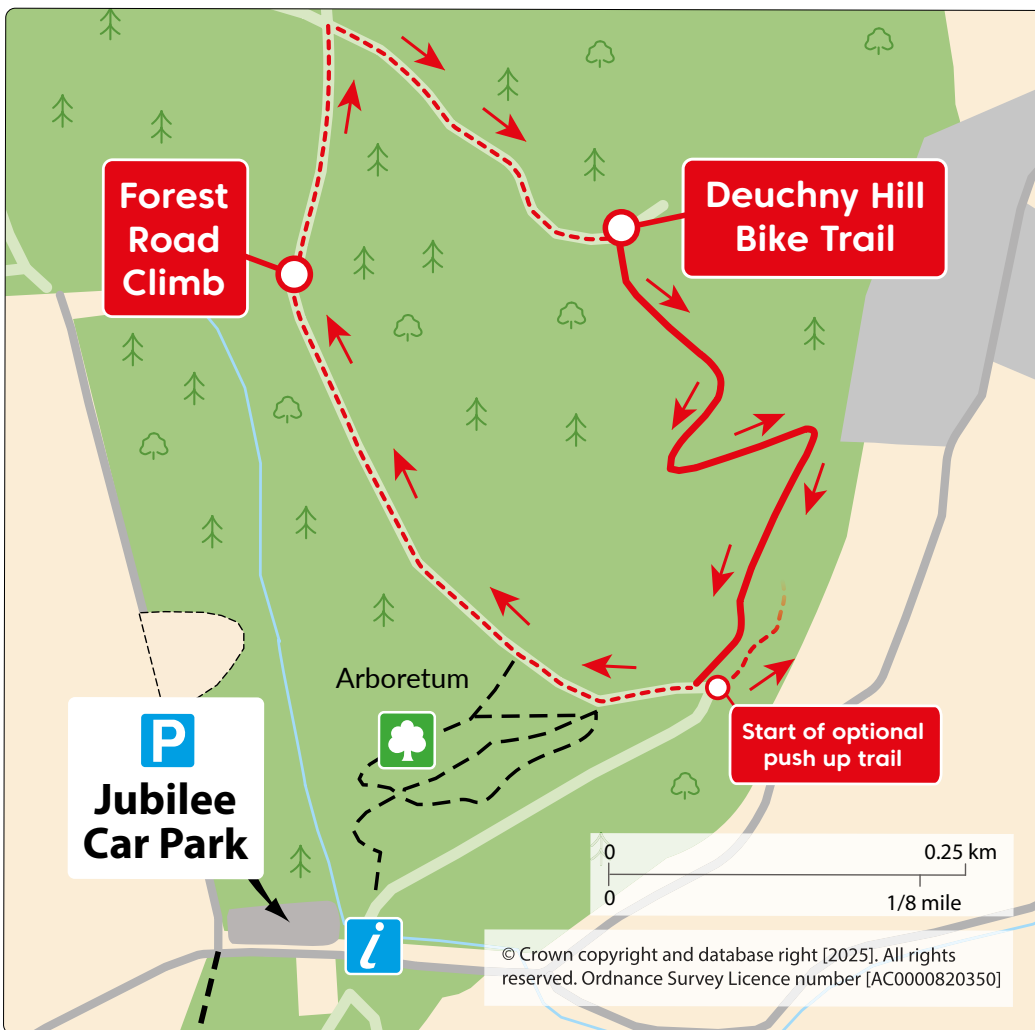 Forest
Road
Climb
Deuchny Hill
Bike Trail
Arboretum
P
Jubilee
Car Park
Start of optional
push up trail
0
0.25 km
0
1/8 mile
i
© Crown copyright and database right [2025]. All rights
reserved. Ordnance Survey Licence number [AC0000820350]